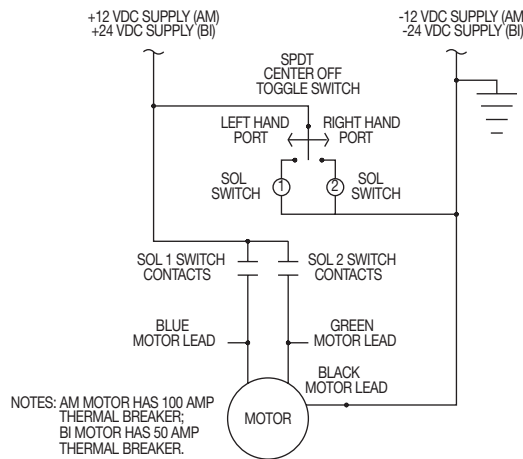 +12 VDC SUPPLY (AM)
+24 VDC SUPPLY (BI)
-12 VDC SUPPLY (AM)
-24 VDC SUPPLY (BI)
SPDT
CENTER OFF
TOGGLE SWITCH
LEFT HAND
PORT
RIGHT HAND
PORT
SOL
SWITCH
1
2
SOL
SWITCH
SOL 1 SWITCH
CONTACTS
SOL 2 SWITCH
CONTACTS
BLUE
MOTOR LEAD
GREEN
MOTOR LEAD
BLACK
MOTOR LEAD
MOTOR
NOTES: AM MOTOR HAS 100 AMP
THERMAL BREAKER;
BI MOTOR HAS 50 AMP
THERMAL BREAKER.